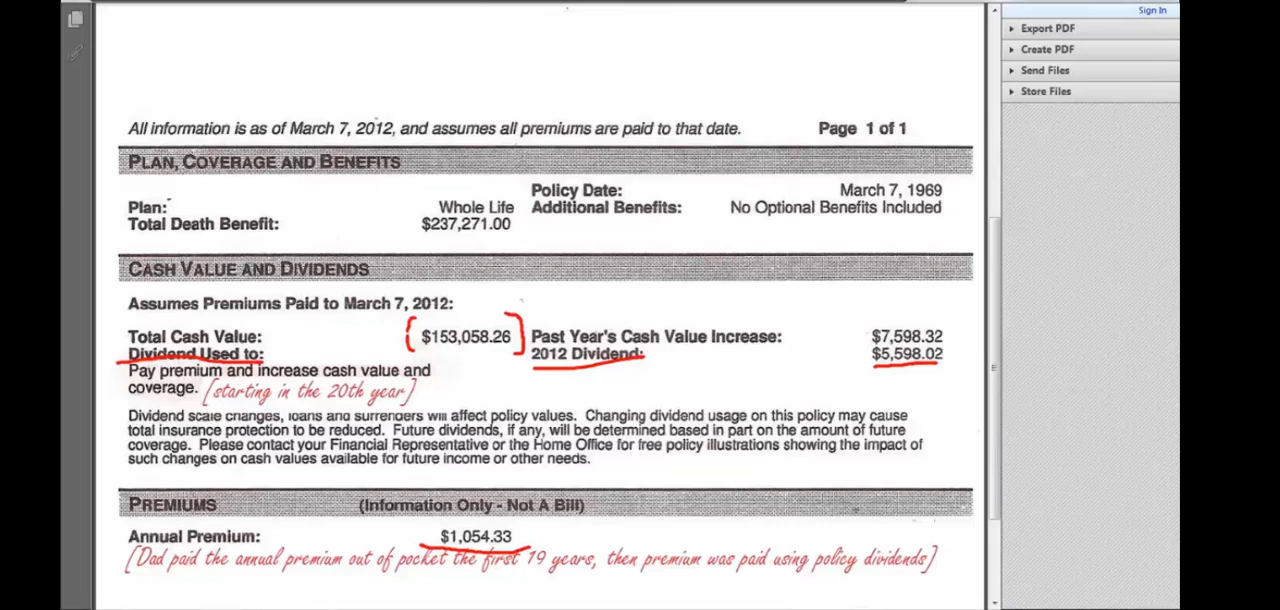 Sign In
Export PDF
Create PDF
Send Files
Store Files
All information is as of March 7, 2012, and assumes all premiums are paid to that date. Page 1 of 1
PLAN, COVERAGE AND BENEFITS
Policy Date: March 7, 1969
Plan: Whole Life Additional Benefits: No Optional Benefits Included
Total Death Benefit: $237,271.00
CASH VALUE AND DIVIDENDS
Assumes Premiums Paid to March 7, 2012:
Total Cash Value: $153,058.26 Past Year's Cash Value Increase: $7,598.32
Dividend Used to: 2012 Dividend: $5,598.02
Pay premium and increase cash value and
coverage. [starting in the 20th year]
Dividend scale changes, loans and surrenders will affect policy values. Changing dividend usage on this policy may cause
total insurance protection to be reduced. Future dividends, if any, will be determined based in part on the amount of future
coverage. Please contact your Financial Representative or the Home Office for free policy illustrations showing the impact of
such changes on cash values available for future income or other needs.
PREMIUMS (Information Only - Not A Bill)
Annual Premium: $1,054.33
[Dad paid the annual premium out of pocket the first 19 years, then premium was paid using policy dividends]